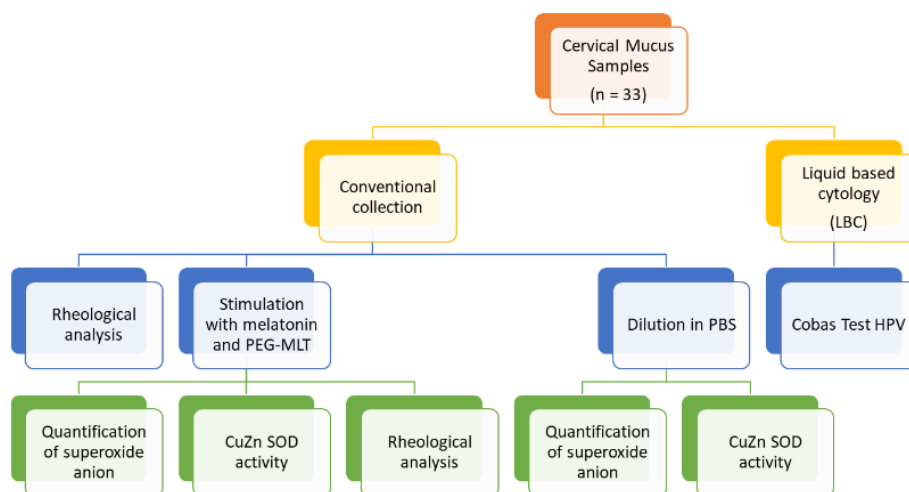 Cervical Mucus
Samples
(n = 33)
Conventional
collection
Liquid based
cytology
(LBC)
Rheological
analysis
Stimulation
with melatonin
and PEG-MLT
Dilution in PBS
Cobas Test HPV
Quantification
of superoxide
anion
CuZn SOD
activity
Rheological
analysis
Quantification
of superoxide
anion
CuZn SOD
activity